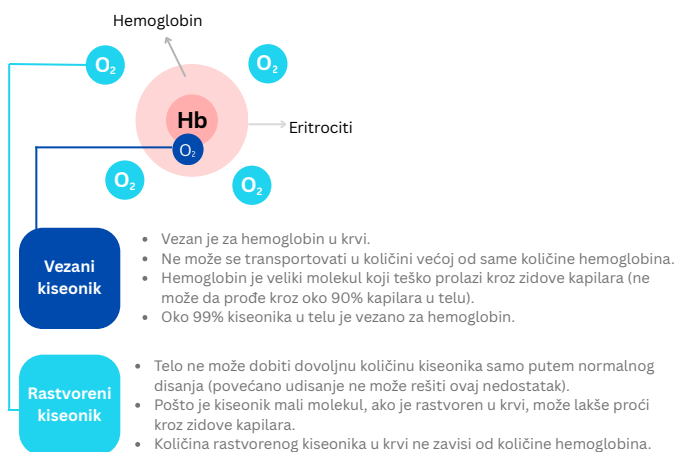 Hemoglobin
O₂
O₂
Hb
Eritrociti
O₂
O₂
O₂
Vezani
kiseonik
• Vezan je za hemoglobin u krvi.
• Ne može se transportovati u količini većoj od same količine hemoglobina.
• Hemoglobin je veliki molekul koji teško prolazi kroz zidove kapilara (ne
može da prođe kroz oko 90% kapilara u telu).
• Oko 99% kiseonika u telu je vezano za hemoglobin.
Rastvoreni
kiseonik
• Telo ne može dobiti dovoljnu količinu kiseonika samo putem normalnog
disanja (povećano udisanje ne može rešiti ovaj nedostatak).
• Pošto je kiseonik mali molekul, ako je rastvoren u krvi, može lakše proći
kroz zidove kapilara.
• Količina rastvorenog kiseonika u krvi ne zavisi od količine hemoglobina.